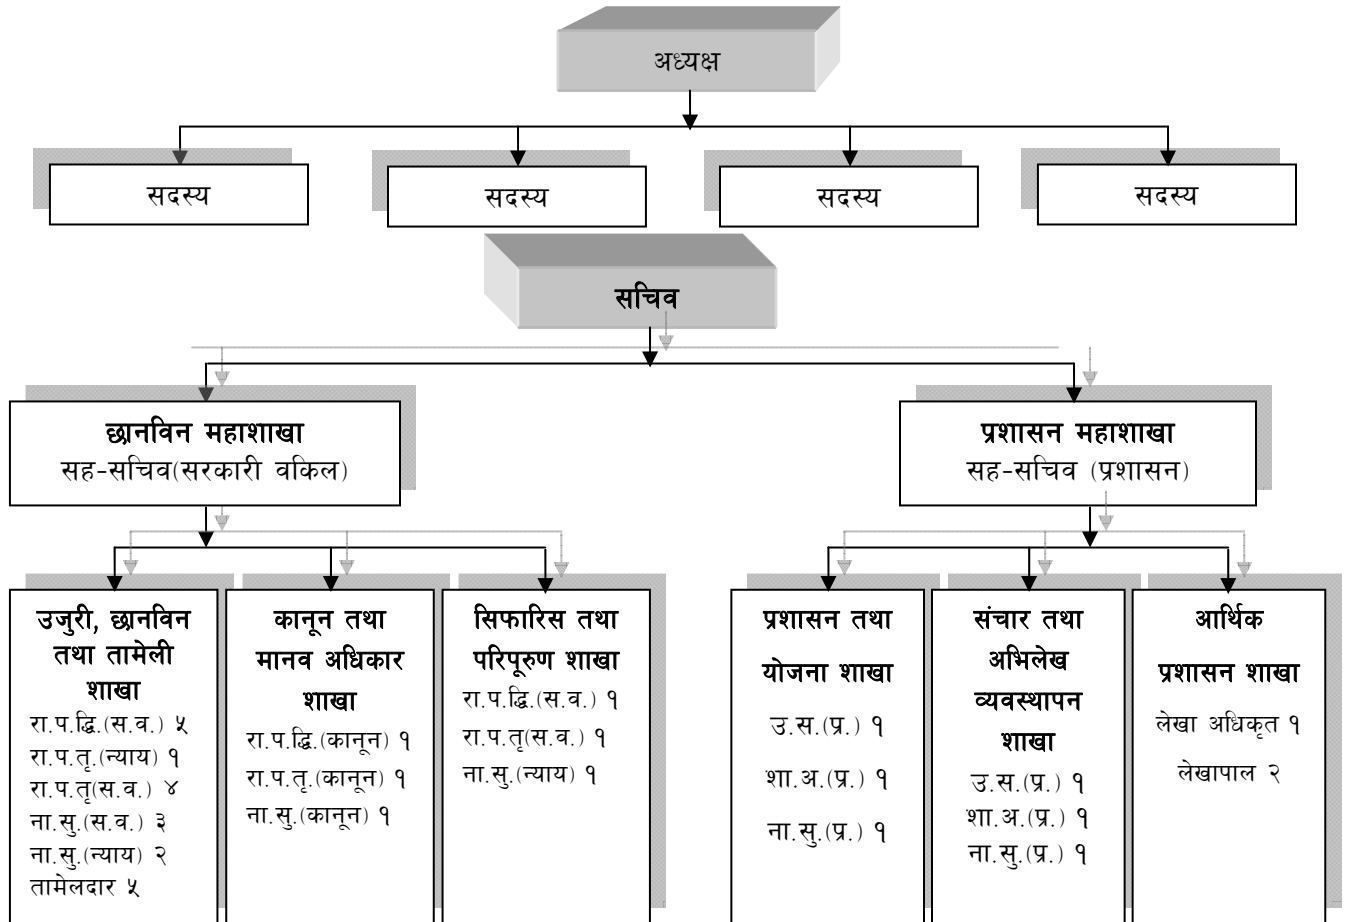 अध्यक्ष
सदस्य
सदस्य
सदस्य
सदस्य
सचिव
छानविन महाशाखा
सह-सचिव(सरकारी वकिल)
प्रशासन महाशाखा
सह-सचिव (प्रशासन)
उजुरी, छानविन
तथा तामेली
शाखा
रा.प.द्धि.(स.व.) ५
रा.प.तृ.(न्याय) १
रा.प.तृ(स.व.) ४
ना.सु.(स.व.) ३
ना.सु.(न्याय) २
तामेलदार ५
कानून तथा
मानव अधिकार
शाखा
रा.प.द्धि.(कानून) १
रा.प.तृ.(कानून) १
ना.सु.(कानून) १
सिफारिस तथा
परिपूरुण शाखा
रा.प.द्धि.(स.व.) १
रा.प.तृ(स.व.) १
ना.सु.(न्याय) १
प्रशासन तथा
योजना शाखा
उ.स.(प्र.) १
शा.अ.(प्र.) १
ना.सु.(प्र.) १
संचार तथा
अभिलेख
व्यवस्थापन
शाखा
उ.स.(प्र.) १
शा.अ.(प्र.) १
ना.सु.(प्र.) १
आर्थिक
प्रशासन शाखा
लेखा अधिकृत १
लेखापाल २